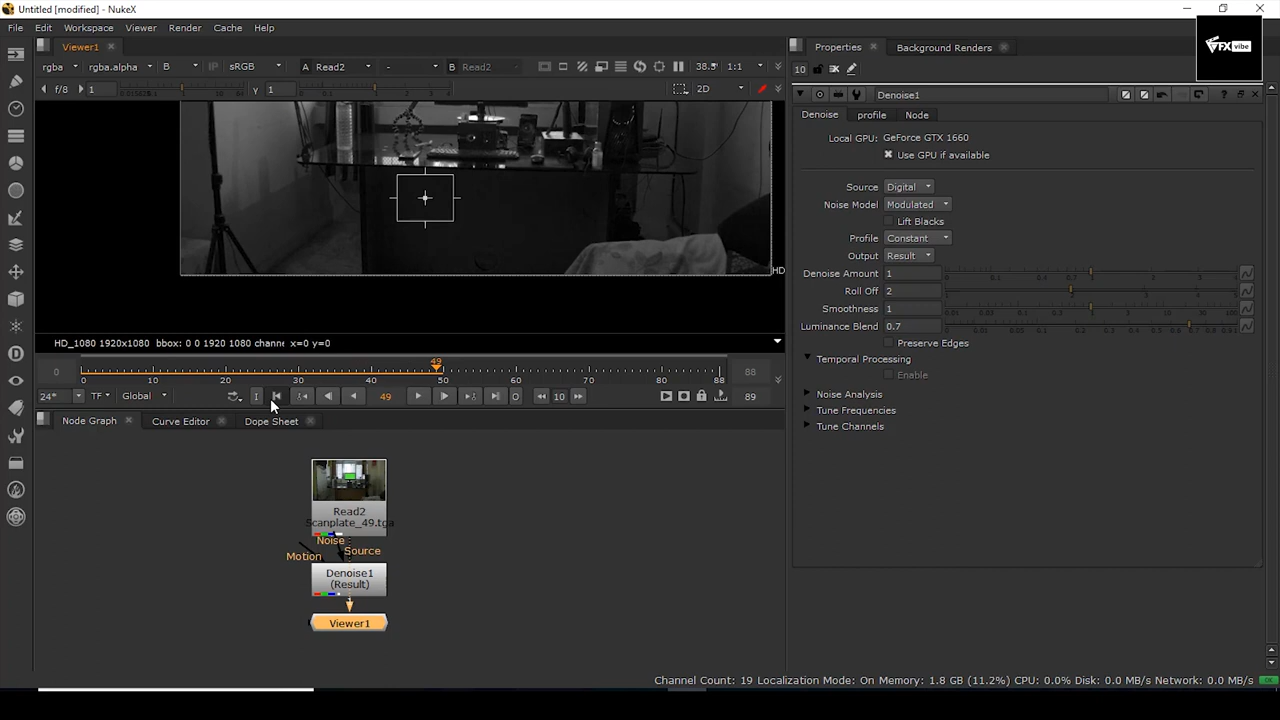 Untitled [modified] - NukeX
File Edit Workspace Viewer Render Cache Help
VFXvibe
Viewer1
rgba rgba.alpha B IP sRGB A Read2 - B Read2 38.5 1:1
f/8 1 y 1 2D
HD
HD_1080 1920x1080 bbox: 0 0 1920 1080 channe x=0 y=0
49
0 0 10 20 30 40 50 60 70 80 88 88
24* TF Global I 49 O 10 89
Node Graph Curve Editor Dope Sheet
Read2
Scanplate_49.tga
Noise
Source
Motion
Denoise1
(Result)
Viewer1
Properties Background Renders
10
Denoise1
Denoise profile Node
Local GPU: GeForce GTX 1660
Use GPU if available
Source Digital
Noise Model Modulated
Lift Blacks
Profile Constant
Output Result
Denoise Amount 1
Roll Off 2
Smoothness 1
Luminance Blend 0.7
Preserve Edges
Temporal Processing
Enable
Noise Analysis
Tune Frequencies
Tune Channels
Channel Count: 19 Localization Mode: On Memory: 1.8 GB (11.2%) CPU: 0.0% Disk: 0.0 MB/s Network: 0.0 MB/s